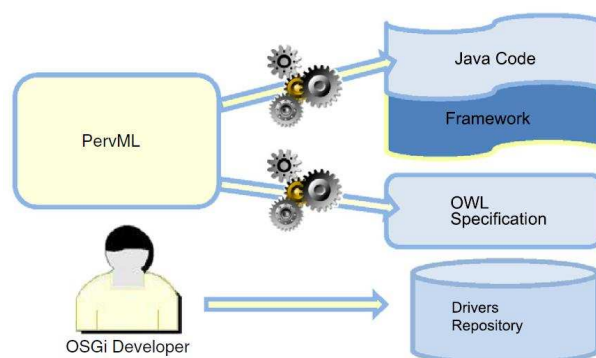 PervML
Java Code
Framework
OWL
Specification
OSGi Developer
Drivers
Repository